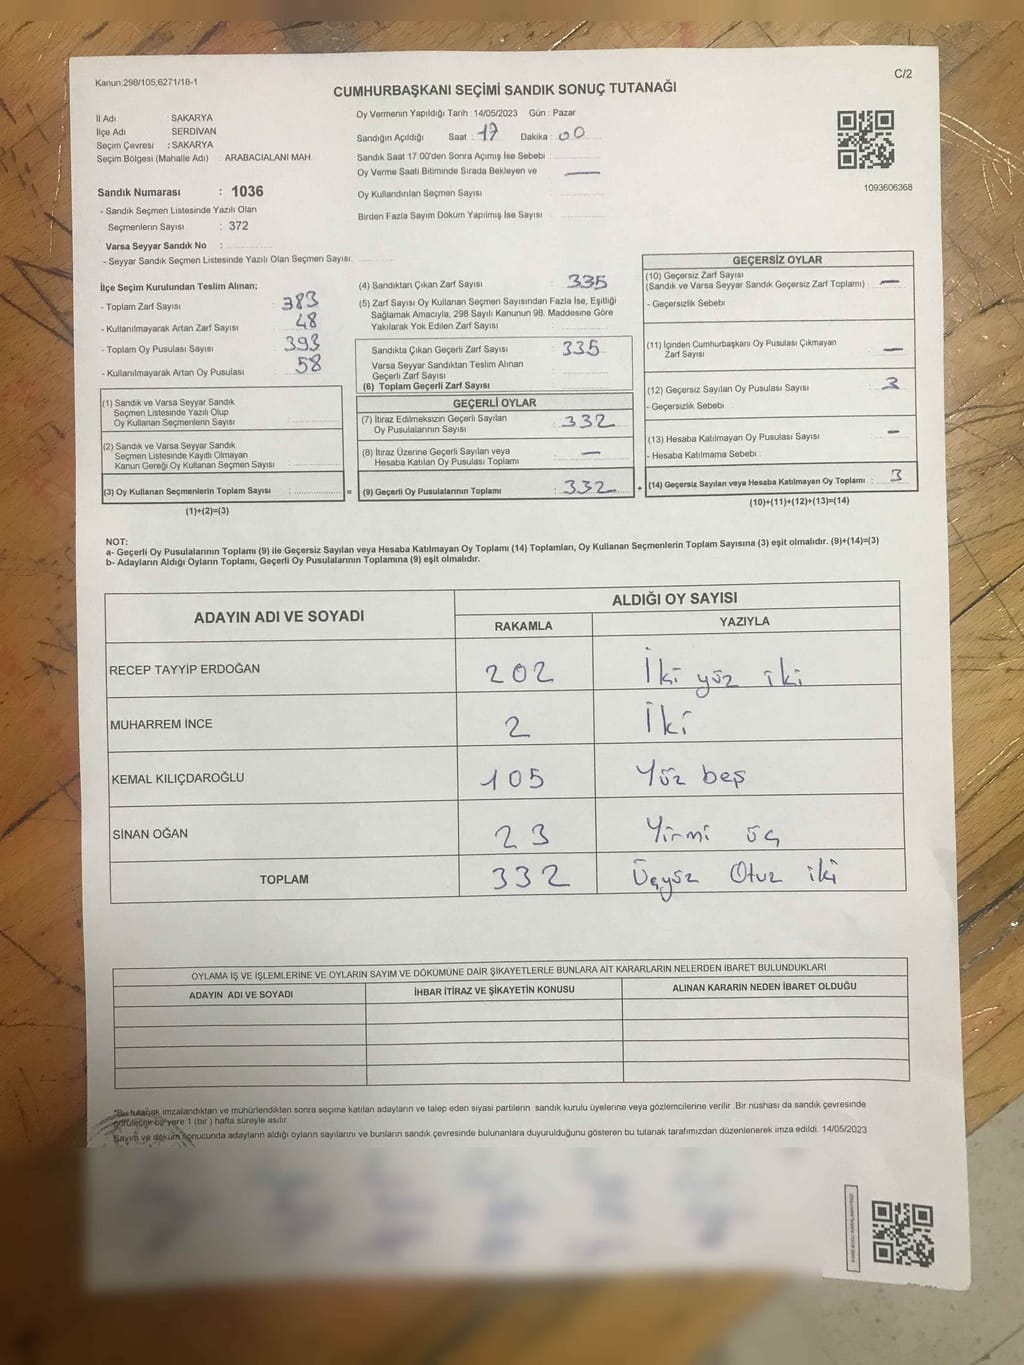 Kanun:298/105,6271/18-1
C/2
CUMHURBAŞKANI SEÇİMİ SANDIK SONUÇ TUTANAĞI
İl Adı SAKARYA
İlçe Adı SERDİVAN
Seçim Çevresi : SAKARYA
Seçim Bölgesi (Mahalle Adı) : ARABACIALANI MAH.
Sandık Numarası : 1036
- Sandık Seçmen Listesinde Yazılı Olan
Seçmenlerin Sayısı : 372
Varsa Seyyar Sandık No :
- Seyyar Sandık Seçmen Listesinde Yazılı Olan Seçmen Sayısı
Oy Vermenin Yapıldığı Tarih : 14/05/2023 Gün : Pazar
Sandığın Açıldığı Saat : 17 Dakika : 00
Sandık Saat 17:00'den Sonra Açımış İse Sebebi :
Oy Verme Saati Bitiminde Sırada Bekleyen ve —
Oy Kullandırılan Seçmen Sayısı
Birden Fazla Sayım Döküm Yapılmış İse Sayısı
1093606368
İlçe Seçim Kurulundan Teslim Alınan;
- Toplam Zarf Sayısı : 383
- Kullanılmayarak Artan Zarf Sayısı : 48
- Toplam Oy Pusulası Sayısı : 393
- Kullanılmayarak Artan Oy Pusulası : 58
(1) Sandık ve Varsa Seyyar Sandık
Seçmen Listesinde Yazılı Olup
Oy Kullanan Seçmenlerin Sayısı :
(2) Sandık ve Varsa Seyyar Sandık
Seçmen Listesinde Kayıtlı Olmayan
Kanun Gereği Oy Kullanan Seçmen Sayısı :
(3) Oy Kullanan Seçmenlerin Toplam Sayısı : =
(1)+(2)=(3)
(4) Sandıktan Çıkan Zarf Sayısı : 335
(5) Zarf Sayısı Oy Kullanan Seçmen Sayısından Fazla İse, Eşitliği
Sağlamak Amacıyla, 298 Sayılı Kanunun 98. Maddesine Göre
Yakılarak Yok Edilen Zarf Sayısı :
Sandıkta Çıkan Geçerli Zarf Sayısı : 335
Varsa Seyyar Sandıktan Teslim Alınan
Geçerli Zarf Sayısı :
(6) Toplam Geçerli Zarf Sayısı :
GEÇERLİ OYLAR
(7) İtiraz Edilmeksizin Geçerli Sayılan
Oy Pusulalarının Sayısı : 332
(8) İtiraz Üzerine Geçerli Sayılan veya
Hesaba Katılan Oy Pusulası Toplamı : —
(9) Geçerli Oy Pusulalarının Toplamı : 332 +
GEÇERSİZ OYLAR
(10) Geçersiz Zarf Sayısı
(Sandık ve Varsa Seyyar Sandık Geçersiz Zarf Toplamı) : —
- Geçersizlik Sebebi :
(11) İçinden Cumhurbaşkanı Oy Pusulası Çıkmayan
Zarf Sayısı : —
(12) Geçersiz Sayılan Oy Pusulası Sayısı : 3
- Geçersizlik Sebebi :
(13) Hesaba Katılmayan Oy Pusulası Sayısı : —
- Hesaba Katılmama Sebebi :
(14) Geçersiz Sayılan veya Hesaba Katılmayan Oy Toplamı : 3
(10)+(11)+(12)+(13)=(14)
NOT:
a- Geçerli Oy Pusulalarının Toplamı (9) ile Geçersiz Sayılan veya Hesaba Katılmayan Oy Toplamı (14) Toplamları, Oy Kullanan Seçmenlerin Toplam Sayısına (3) eşit olmalıdır. (9)+(14)=(3)
b- Adayların Aldığı Oyların Toplamı, Geçerli Oy Pusulalarının Toplamına (9) eşit olmalıdır.
ADAYIN ADI VE SOYADI
ALDIĞI OY SAYISI
RAKAMLA YAZIYLA
RECEP TAYYİP ERDOĞAN 202 İki yüz iki
MUHARREM İNCE 2 İki
KEMAL KILIÇDAROĞLU 105 Yüz beş
SİNAN OĞAN 23 Yirmi üç
TOPLAM 332 Üçyüz Otuz iki
OYLAMA İŞ VE İŞLEMLERİNE VE OYLARIN SAYIM VE DÖKÜMÜNE DAİR ŞİKAYETLERLE BUNLARA AİT KARARLARIN NELERDEN İBARET BULUNDUKLARI
ADAYIN ADI VE SOYADI İHBAR İTİRAZ VE ŞİKAYETİN KONUSU ALINAN KARARIN NEDEN İBARET OLDUĞU
*Bu tutanak imzalandıktan ve mühürlendikten sonra seçime katılan adayların ve talep eden siyasi partilerin sandık kurulu üyelerine veya gözlemcilerine verilir. Bir nüshası da sandık çevresinde
görülecek bir yere 1 (bir) hafta süreyle asılır.
Sayım ve döküm sonucunda adayların aldığı oyların sayılarını ve bunların sandık çevresinde bulunanlara duyurulduğunu gösteren bu tutanak tarafımızdan düzenlenerek imza edildi. 14/05/2023